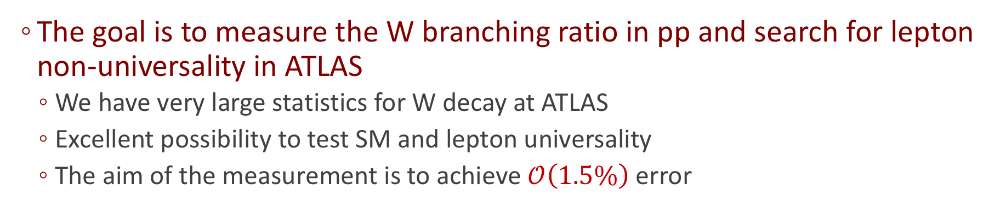 ◦ The goal is to measure the W branching ratio in pp and search for lepton
non-universality in ATLAS
◦ We have very large statistics for W decay at ATLAS
◦ Excellent possibility to test SM and lepton universality
◦ The aim of the measurement is to achieve 𝒪(1.5%) error